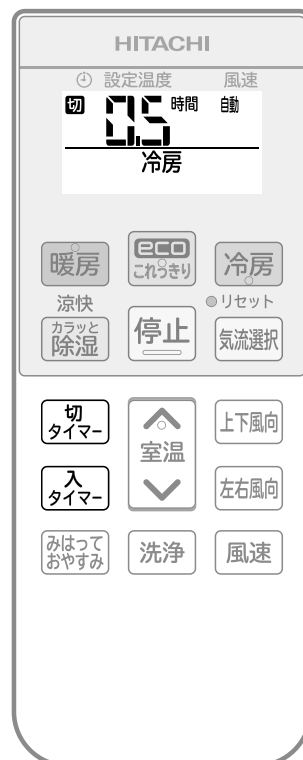 HITACHI
設定温度 風速
切 0.5 時間 自動
冷房
暖房 eco これっきり 冷房
涼快 リセット
カラッと 除湿 停止 気流選択
切 タイマー 上下風向
室温
入 タイマー 左右風向
みはって おやすみ 洗浄 風速